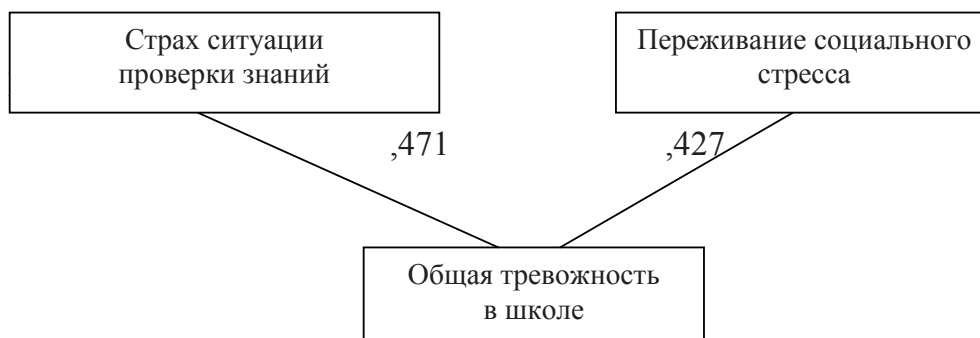 Страх ситуации
проверки знаний
Переживание социального
стресса
,471
,427
Общая тревожность
в школе